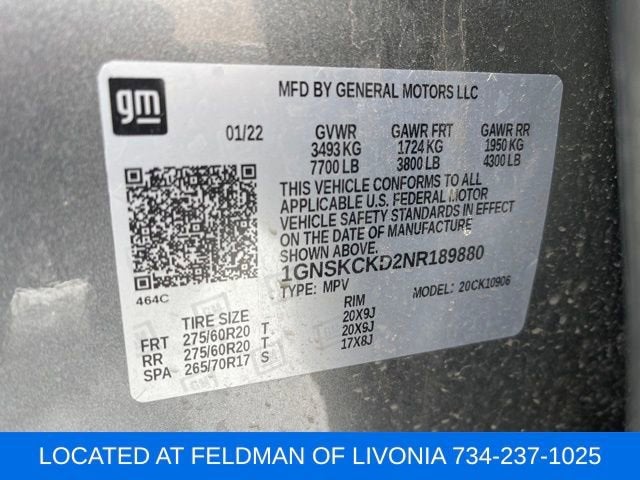 gm
MFD BY GENERAL MOTORS LLC
01/22 GVWR GAWR FRT GAWR RR
3493 KG 1724 KG 1950 KG
7700 LB 3800 LB 4300 LB
THIS VEHICLE CONFORMS TO ALL
APPLICABLE U.S. FEDERAL MOTOR
VEHICLE SAFETY STANDARDS IN EFFECT
ON THE DATE OF MANUFACTURE
SHOWN ABOVE.
1GNSKCKD2NR189880
TYPE: MPV MODEL: 20CK10906
464C
TIRE SIZE RIM
FRT 275/60R20 T 20X9J
RR 275/60R20 T 20X9J
SPA 265/70R17 S 17X8J
LOCATED AT FELDMAN OF LIVONIA 734-237-1025